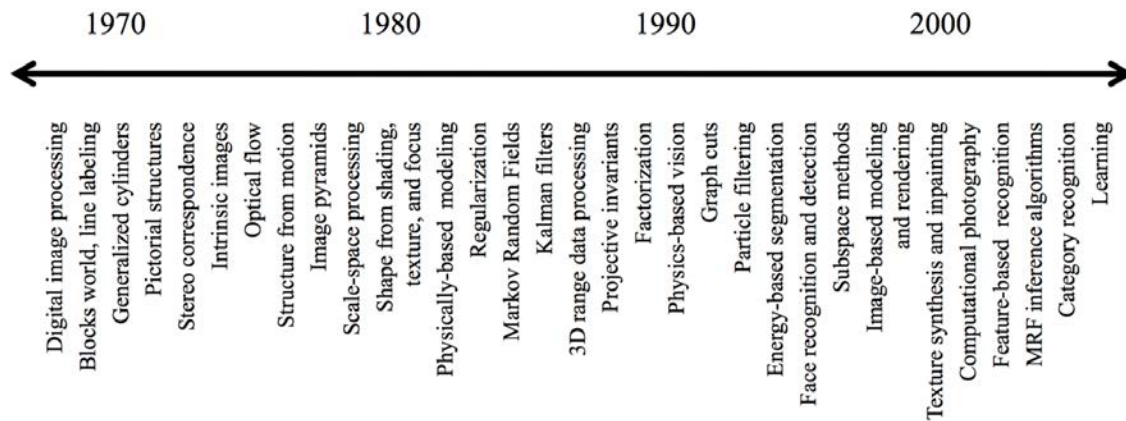 1970
1980
1990
2000
Digital image processing
Blocks world, line labeling
Generalized cylinders
Pictorial structures
Stereo correspondence
Intrinsic images
Optical flow
Structure from motion
Image pyramids
Scale-space processing
Shape from shading,
texture, and focus
Physically-based modeling
Regularization
Markov Random Fields
Kalman filters
3D range data processing
Projective invariants
Factorization
Physics-based vision
Graph cuts
Particle filtering
Energy-based segmentation
Face recognition and detection
Subspace methods
Image-based modeling
and rendering
Texture synthesis and inpainting
Computational photography
Feature-based recognition
MRF inference algorithms
Category recognition
Learning